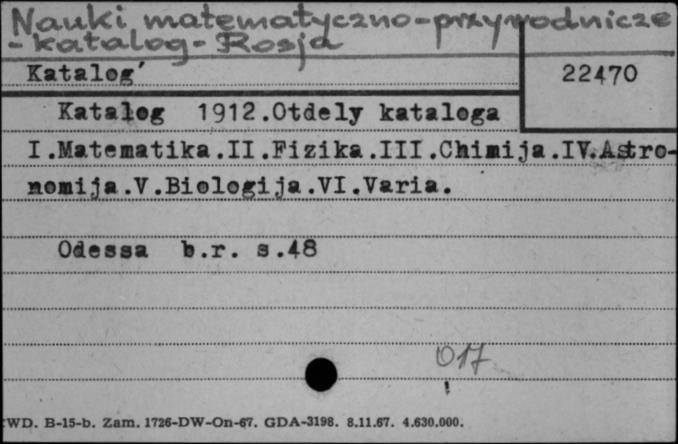 Nauki matematyczno-przyrodnicze
-katalog- Rosja
Katalog'
22470
Katalog 1912.Otdely kataloga
I.Matematika.II.Fizika.III.Chimija.IV.Astro-
nomija.V.Biologija.VI.Varia.
Odessa b.r. s.48
017
WD. B-15-b. Zam. 1726-DW-On-67. GDA-3198. 8.11.67. 4.630.000.